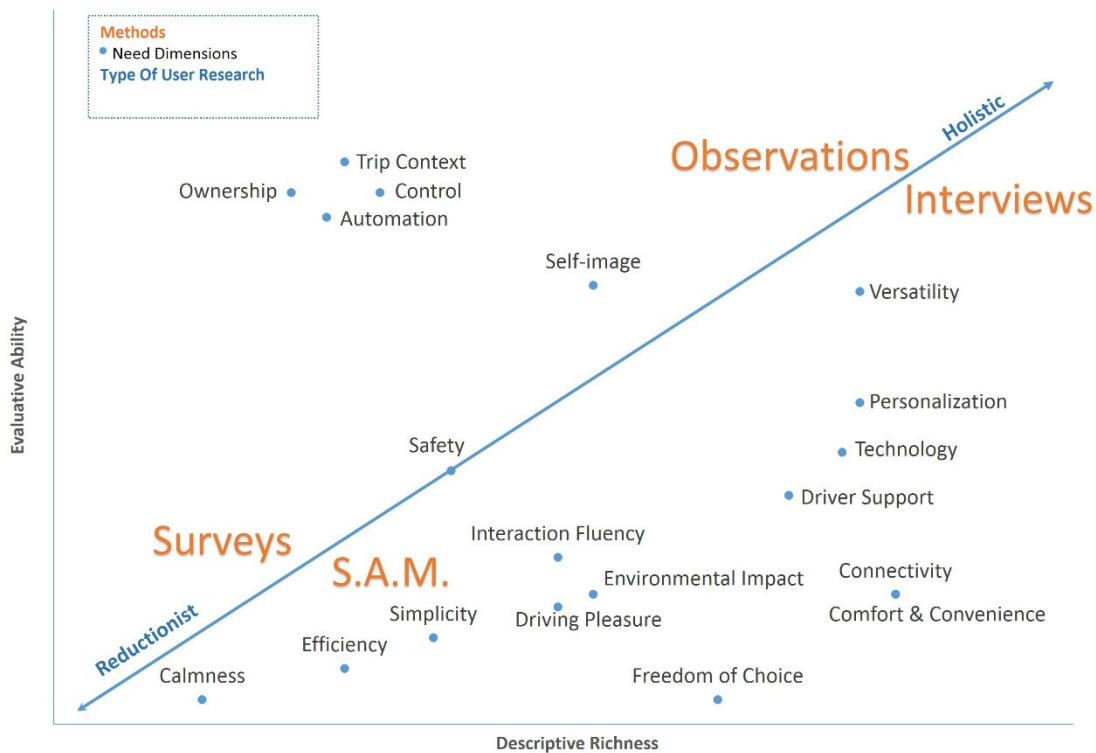 Methods
Need Dimensions
Type Of User Research
Holistic
Observations
Interviews
Trip Context
Ownership
Control
Automation
Self-image
Versatility
Evaluative Ability
Personalization
Safety
Technology
Driver Support
Surveys
Interaction Fluency
S.A.M.
Environmental Impact
Connectivity
Simplicity
Driving Pleasure
Comfort & Convenience
Reductionist
Efficiency
Calmness
Freedom of Choice
Descriptive Richness